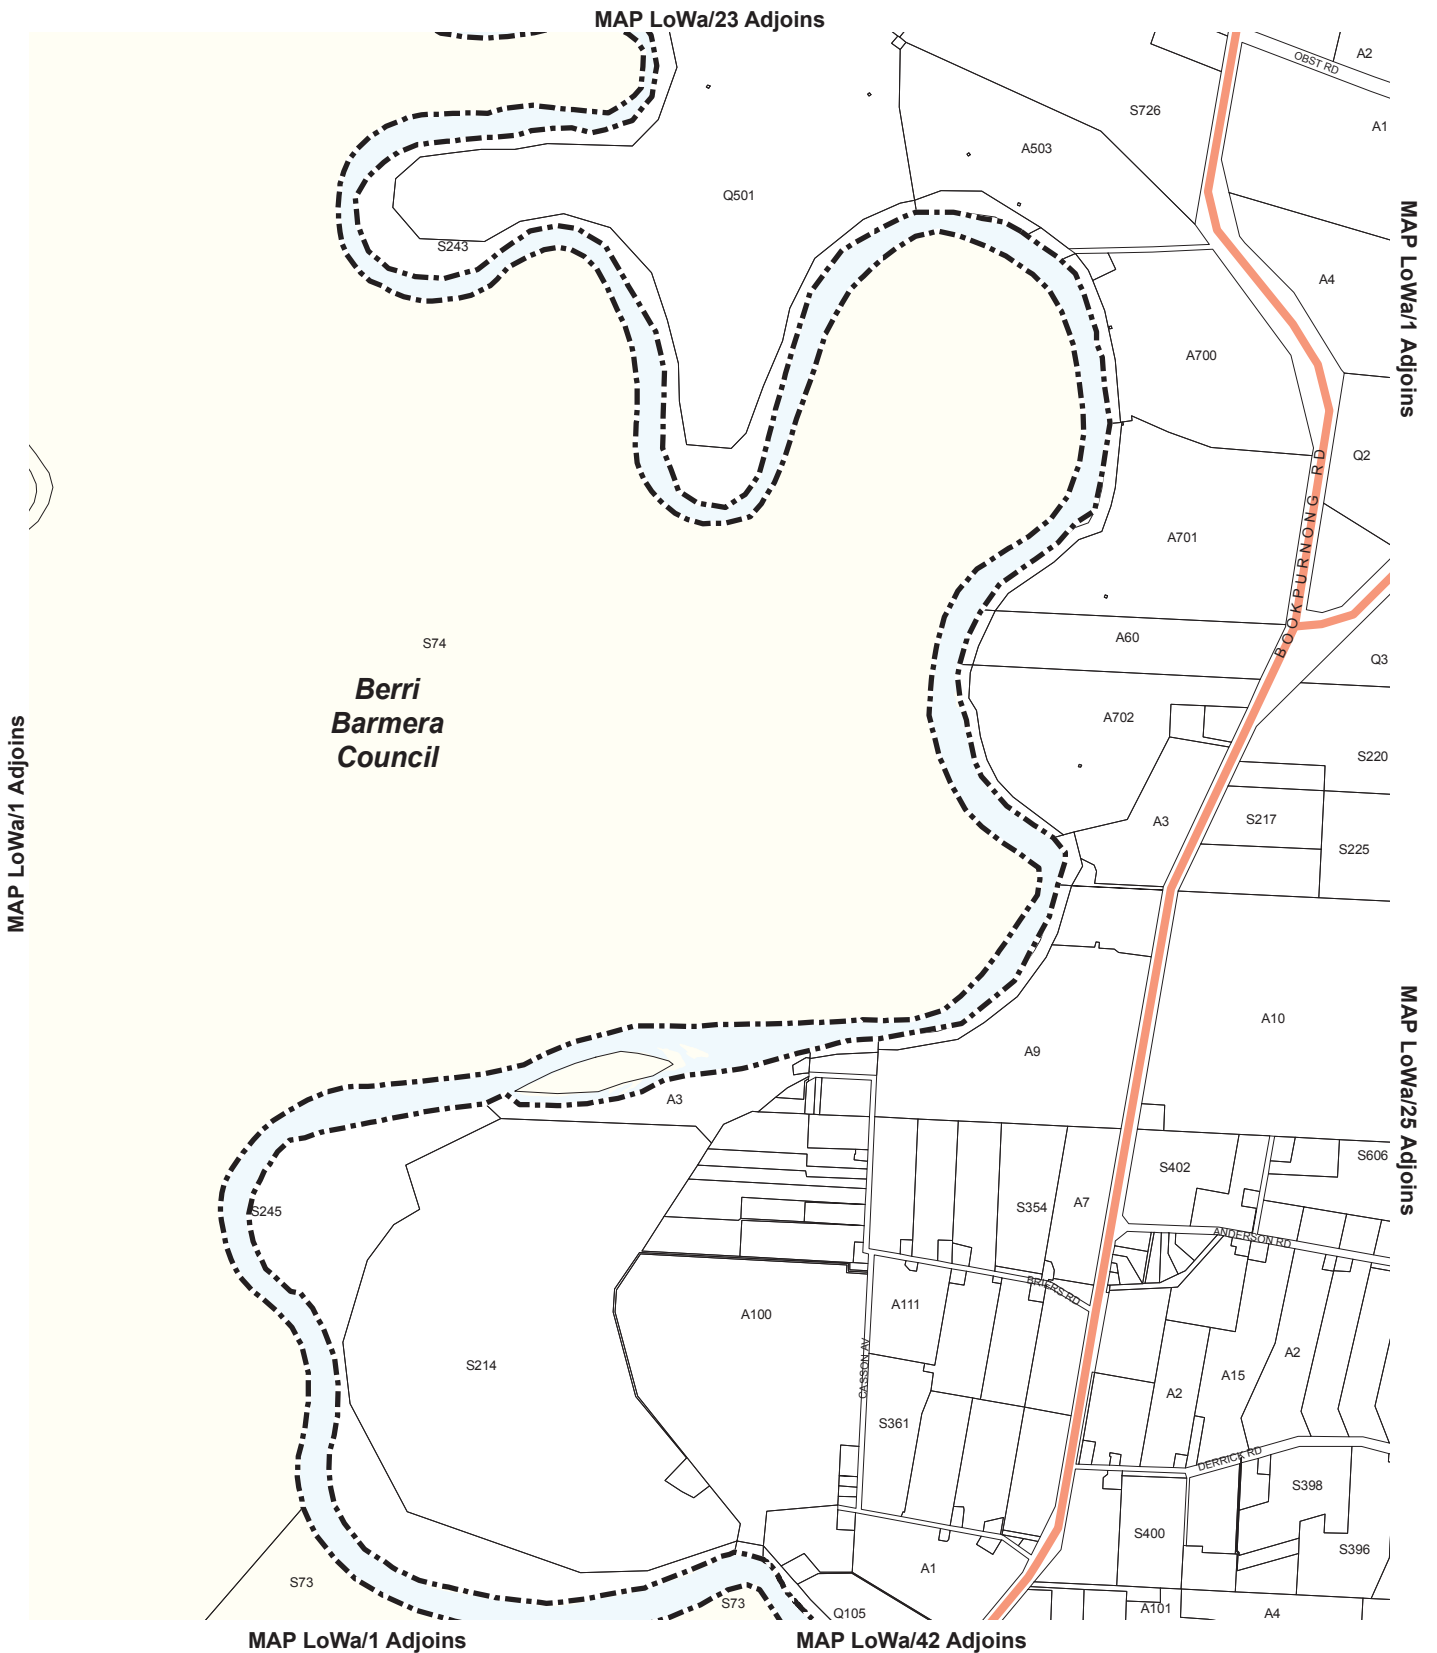 MAP LoWa/23 Adjoins
OBST RD
A2
S726
A1
A503
Q501
S243
MAP LoWa/1 Adjoins
A4
A700
Q2
BOOKPURNONG RD
A701
S74
A60
Q3
Berri
Barmera
Council
A702
S220
MAP LoWa/1 Adjoins
A3
S217
S225
A10
MAP LoWa/25 Adjoins
A9
A3
S606
S402
S245
S354
A7
ANDERSON RD
BRIERS RD
A100
A111
CASSON AV
S214
A2
A15
A2
S361
DERRICK RD
S398
S400
S396
A1
S73
S73
Q105
A101
A4
MAP LoWa/1 Adjoins
MAP LoWa/42 Adjoins